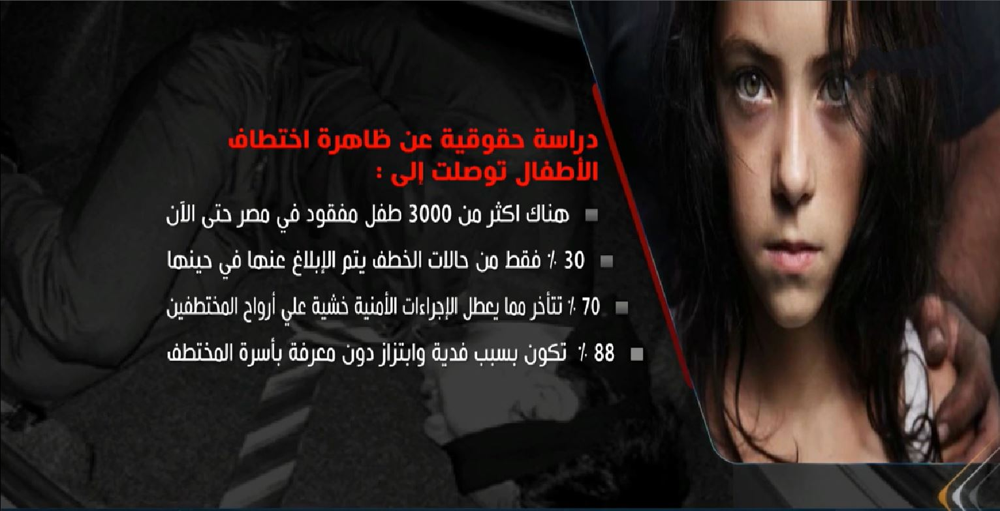 دراسة حقوقية عن ظاهرة اختطاف
الأطفال توصلت إلى :
هناك اكثر من 3000 طفل مفقود في مصر حتى الآن
30 ٪ فقط من حالات الخطف يتم الإبلاغ عنها في حينها
70 ٪ تتأخر مما يعطل الإجراءات الأمنية خشية علي أرواح المختطفين
88 ٪ تكون بسبب فدية وابتزاز دون معرفة بأسرة المختطف